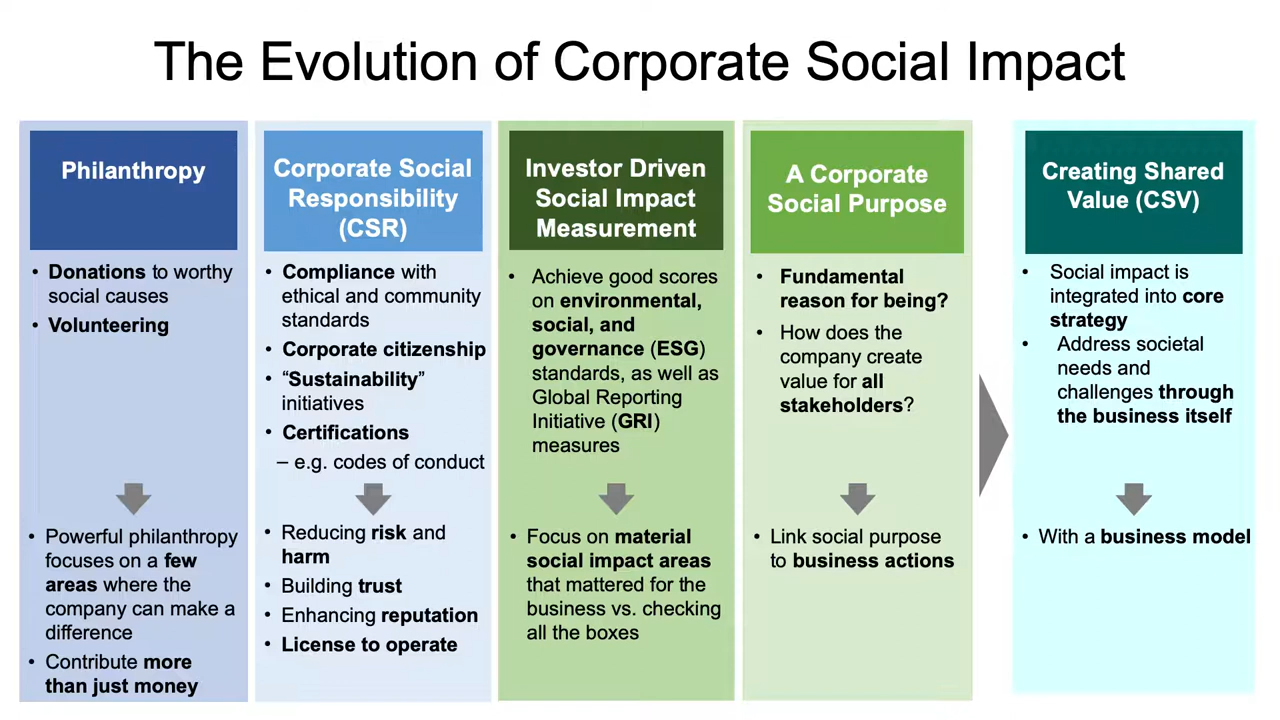 The Evolution of Corporate Social Impact
Philanthropy
• Donations to worthy
social causes
• Volunteering
• Powerful philanthropy
focuses on a few
areas where the
company can make a
difference
• Contribute more
than just money
Corporate Social
Responsibility
(CSR)
• Compliance with
ethical and community
standards
• Corporate citizenship
• “Sustainability”
initiatives
• Certifications
– e.g. codes of conduct
• Reducing risk and
harm
• Building trust
• Enhancing reputation
• License to operate
Investor Driven
Social Impact
Measurement
• Achieve good scores
on environmental,
social, and
governance (ESG)
standards, as well as
Global Reporting
Initiative (GRI)
measures
• Focus on material
social impact areas
that mattered for the
business vs. checking
all the boxes
A Corporate
Social Purpose
• Fundamental
reason for being?
• How does the
company create
value for all
stakeholders?
• Link social purpose
to business actions
Creating Shared
Value (CSV)
• Social impact is
integrated into core
strategy
• Address societal
needs and
challenges through
the business itself
• With a business model